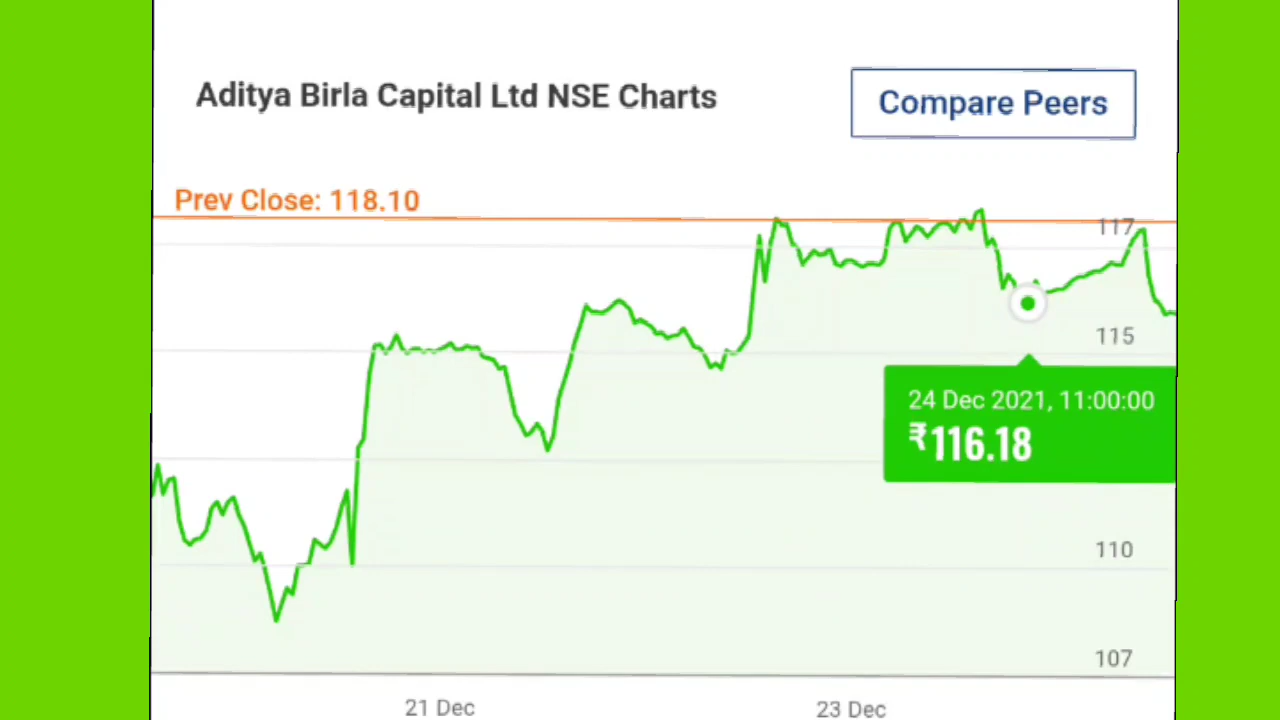 Aditya Birla Capital Ltd NSE Charts
Compare Peers
Prev Close: 118.10
117
115
24 Dec 2021, 11:00:00
₹116.18
110
107
21 Dec
23 Dec